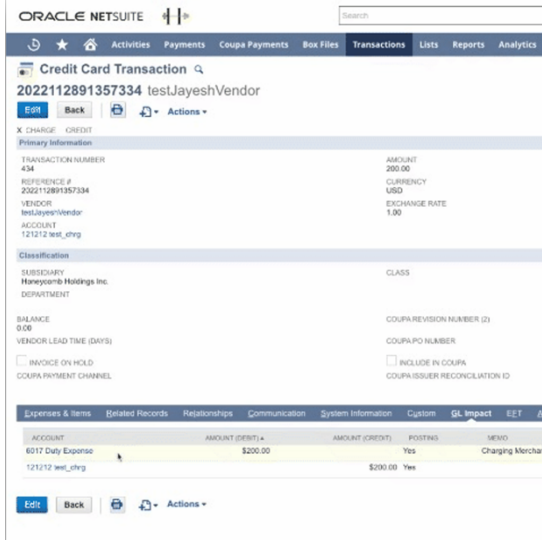 ORACLE NETSUITE
Search
Activities Payments Coupa Payments Box Files Transactions Lists Reports Analytics
Credit Card Transaction
2022112891357334 testJayeshVendor
Edit Back Actions
X CHARGE CREDIT
Primary Information
TRANSACTION NUMBER AMOUNT
434 200.00
REFERENCE # CURRENCY
2022112891357334 USD
VENDOR EXCHANGE RATE
testJayeshVendor 1.00
ACCOUNT
121212 test_chrg
Classification
SUBSIDIARY CLASS
Honeycomb Holdings Inc.
DEPARTMENT
BALANCE COUPA REVISION NUMBER (2)
0.00
VENDOR LEAD TIME (DAYS) COUPA PO NUMBER
INVOICE ON HOLD INCLUDE IN COUPA
COUPA PAYMENT CHANNEL COUPA ISSUER RECONCILIATION ID
Expenses & Items Related Records Relationships Communication System Information Custom GL Impact EFT A
ACCOUNT AMOUNT (DEBIT) AMOUNT (CREDIT) POSTING MEMO
6017 Duty Expense $200.00 Yes Charging Mercha
121212 test_chrg $200.00 Yes
Edit Back Actions